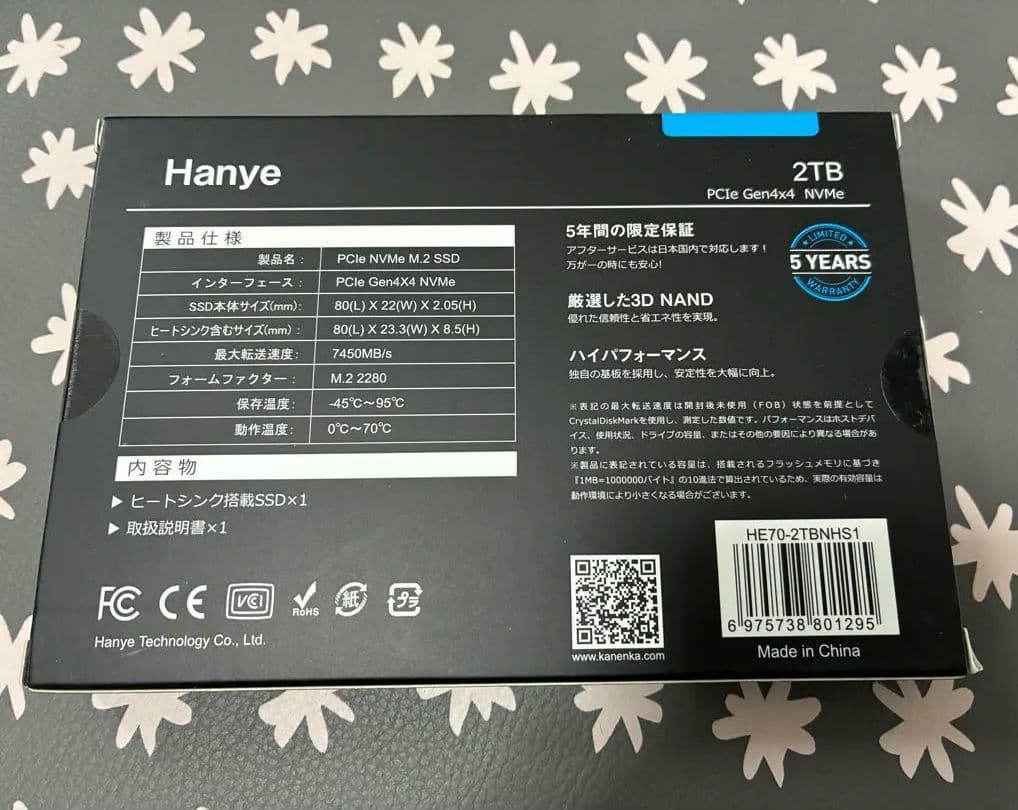 Hanye
2TB
PCIe Gen4x4 NVMe
製品仕様
製品名： PCIe NVMe M.2 SSD
インターフェース： PCIe Gen4X4 NVMe
SSD本体サイズ(mm)： 80(L) X 22(W) X 2.05(H)
ヒートシンク含むサイズ(mm)： 80(L) X 23.3(W) X 8.5(H)
最大転送速度： 7450MB/s
フォームファクター： M.2 2280
保存温度： -45℃～95℃
動作温度： 0℃～70℃
内容物
▶ ヒートシンク搭載SSD×1
▶ 取扱説明書×1
5年間の限定保証
アフターサービスは日本国内で対応します！
万が一の時にも安心!
LIMITED
5 YEARS
WARRANTY
厳選した3D NAND
優れた信頼性と省エネ性を実現。
ハイパフォーマンス
独自の基板を採用し、安定性を大幅に向上。
※表記の最大転送速度は開封後未使用（FOB）状態を前提として
CrystalDiskMarkを使用し、測定した数値です。パフォーマンスはホストデバ
イス、使用状況、ドライブの容量、またはその他の要因により異なる場合があ
ります。
※製品に表記されている容量は、搭載されるフラッシュメモリに基づき
『1MB=1000000バイト』の10進法で算出されているため、実際の有効容量は
動作環境により小さくなる場合がございます。
FC CE VCI RoHS 紙 プラ
Hanye Technology Co., Ltd.
www.kanenka.com
HE70-2TBNHS1
6 975738 801295
Made in China